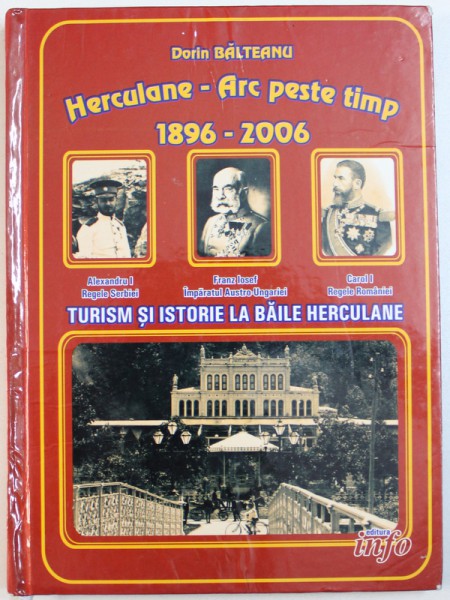 Dorin BĂLTEANU
Herculane - Arc peste timp
1896 - 2006
Alexandru I
Regele Serbiei
Franz Iosef
Împăratul Austro-Ungariei
Carol I
Regele României
TURISM ŞI ISTORIE LA BĂILE HERCULANE
editura
info